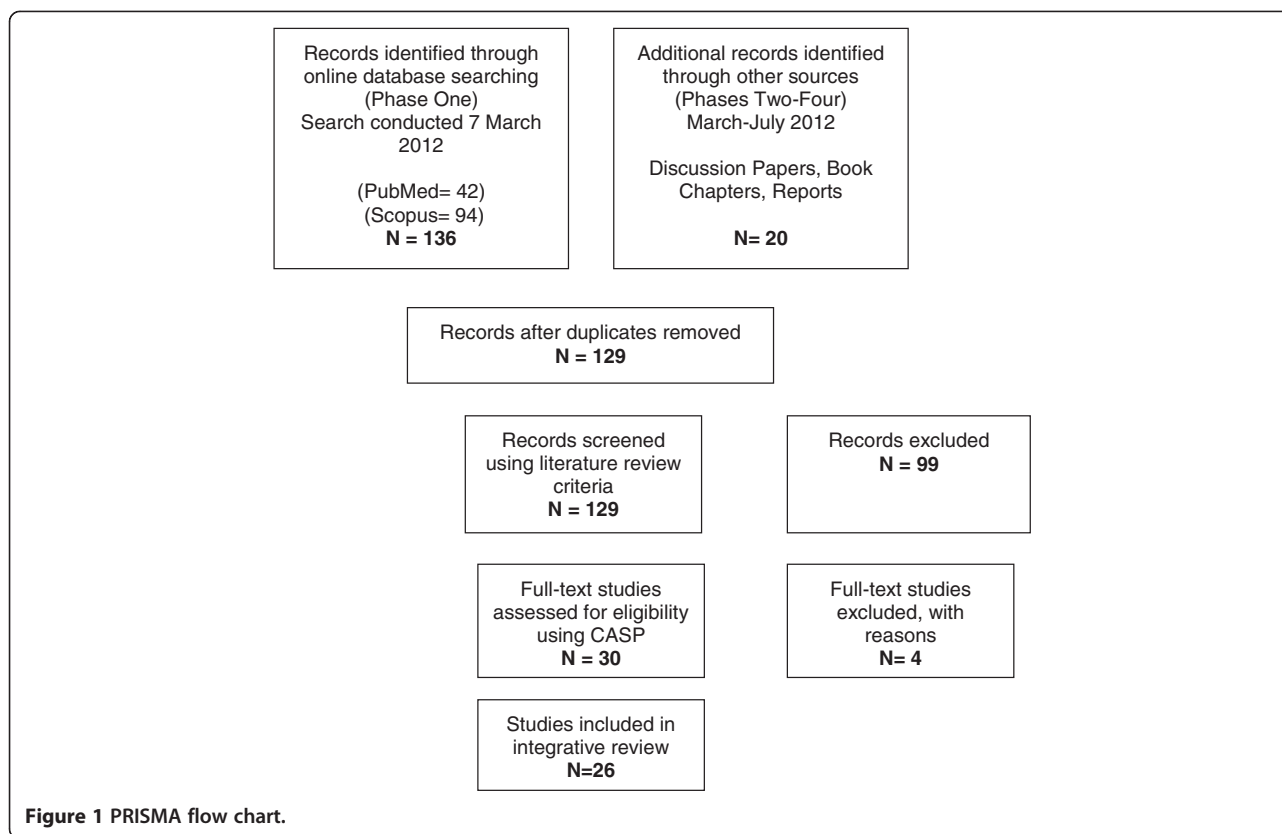 Records identified through
online database searching
(Phase One)
Search conducted 7 March
2012
(PubMed= 42)
(Scopus= 94)
N = 136
Additional records identified
through other sources
(Phases Two-Four)
March-July 2012
Discussion Papers, Book
Chapters, Reports
N= 20
Records after duplicates removed
N = 129
Records screened
using literature review
criteria
N = 129
Records excluded
N = 99
Full-text studies
assessed for eligibility
using CASP
N = 30
Full-text studies
excluded, with
reasons
N= 4
Studies included in
integrative review
N=26
Figure 1 PRISMA flow chart.